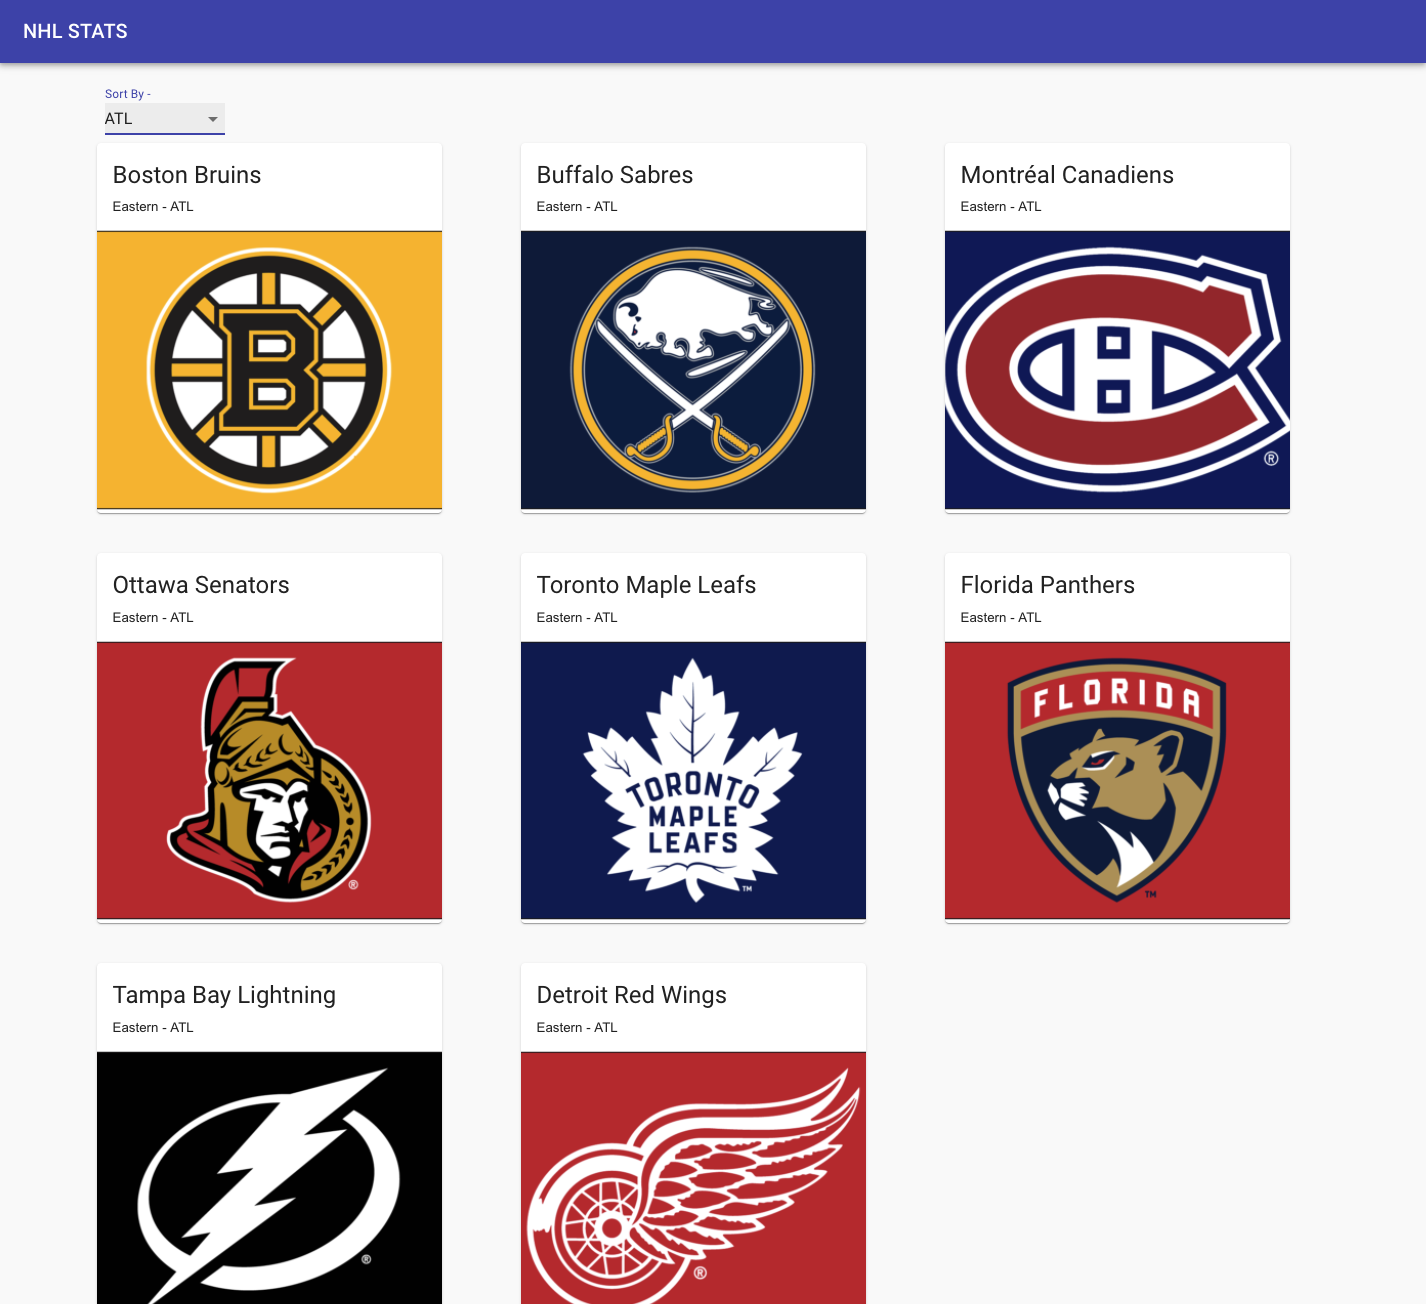 NHL STATS
Sort By -
ATL
Boston Bruins
Eastern - ATL
B
Buffalo Sabres
Eastern - ATL
Montréal Canadiens
Eastern - ATL
®
Ottawa Senators
Eastern - ATL
®
Toronto Maple Leafs
Eastern - ATL
TORONTO
MAPLE
LEAFS
TM
Florida Panthers
Eastern - ATL
FLORIDA
TM
Tampa Bay Lightning
Eastern - ATL
®
Detroit Red Wings
Eastern - ATL
®